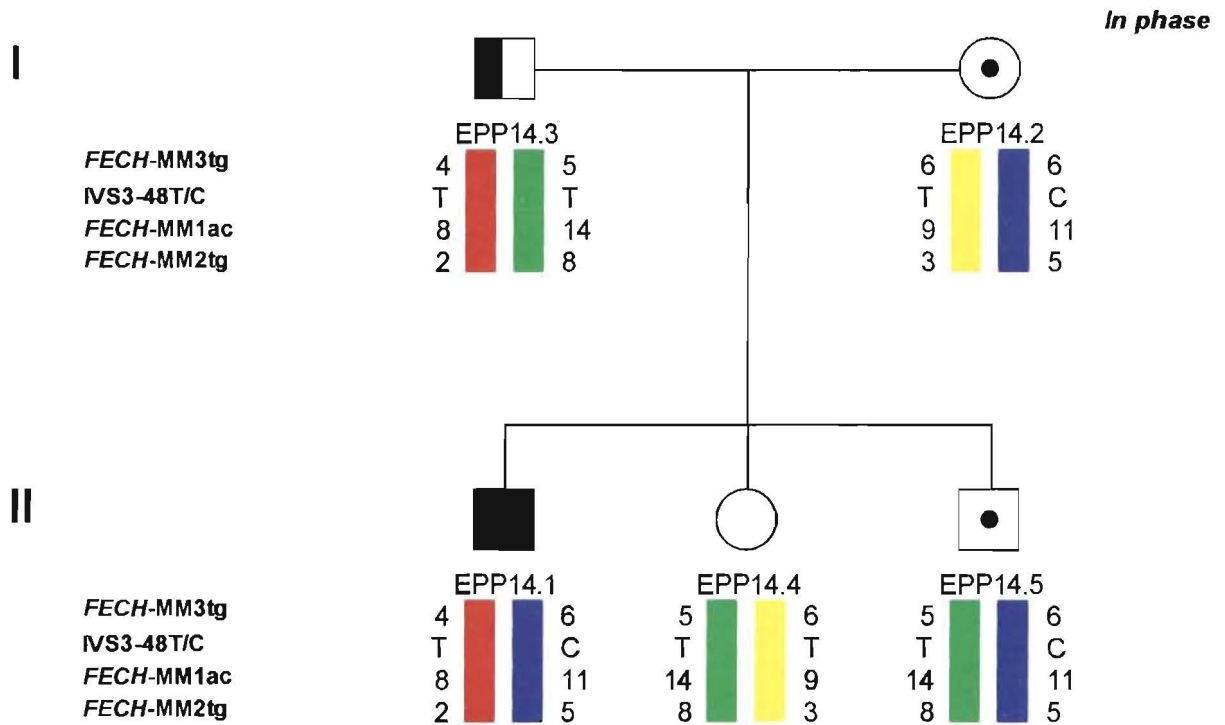 In phase
I
EPP14.3 EPP14.2
FECH-MM3tg 4 5 6 6
IVS3-48T/C T T T C
FECH-MM1ac 8 14 9 11
FECH-MM2tg 2 8 3 5
II
EPP14.1 EPP14.4 EPP14.5
FECH-MM3tg 4 6 5 6 5 6
IVS3-48T/C T C T T T C
FECH-MM1ac 8 11 14 9 14 11
FECH-MM2tg 2 5 8 3 8 5